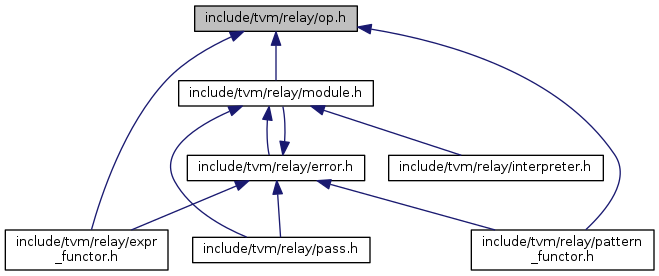 include/tvm/relay/op.h
include/tvm/relay/module.h
include/tvm/relay/error.h
include/tvm/relay/interpreter.h
include/tvm/relay/expr
_functor.h
include/tvm/relay/pass.h
include/tvm/relay/pattern
_functor.h